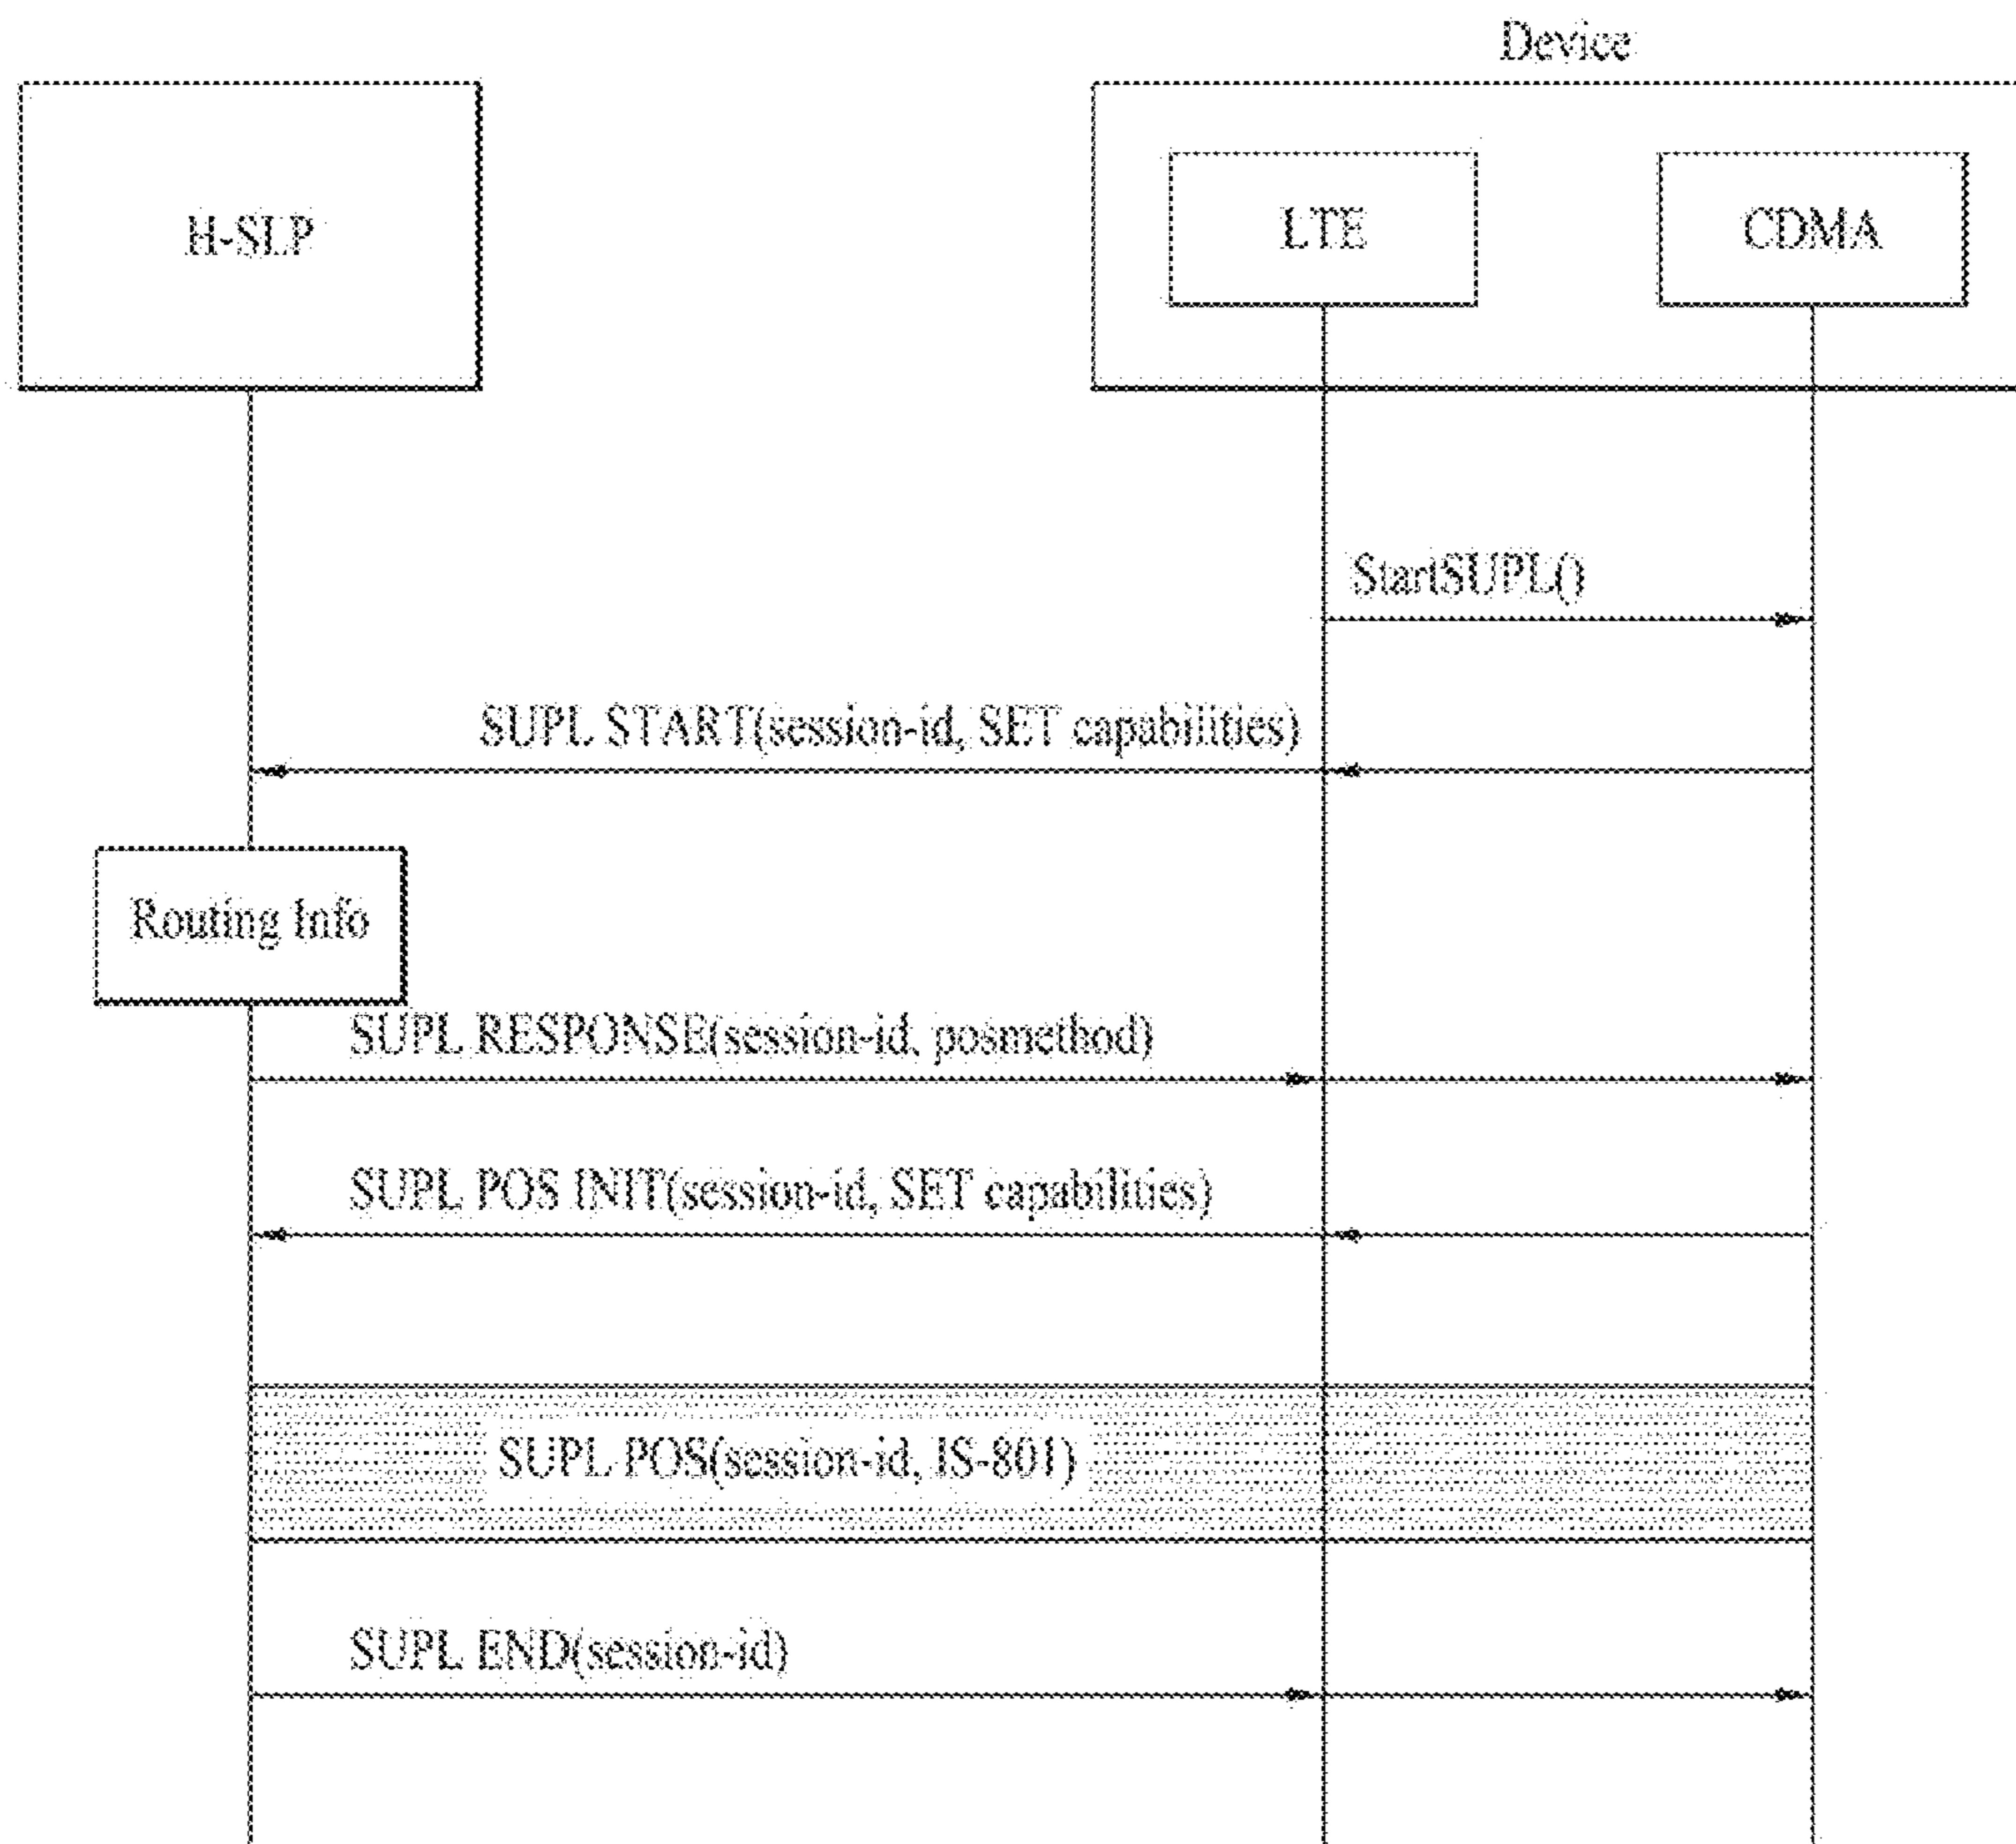 Device
H-SLP
LTE
CDMA
StartSUPL()
SUPL START(session-id, SET capabilities)
Routing Info
SUPL RESPONSE(session-id, posmethod)
SUPL POS INIT(session-id, SET capabilities)
SUPL POS(session-id, IS-801)
SUPL END(session-id)